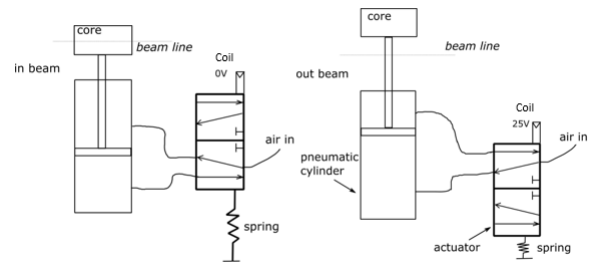 core
beam line
in beam
Coil
0V
air in
spring
core
beam line
out beam
Coil
25V
air in
pneumatic
cylinder
actuator
spring